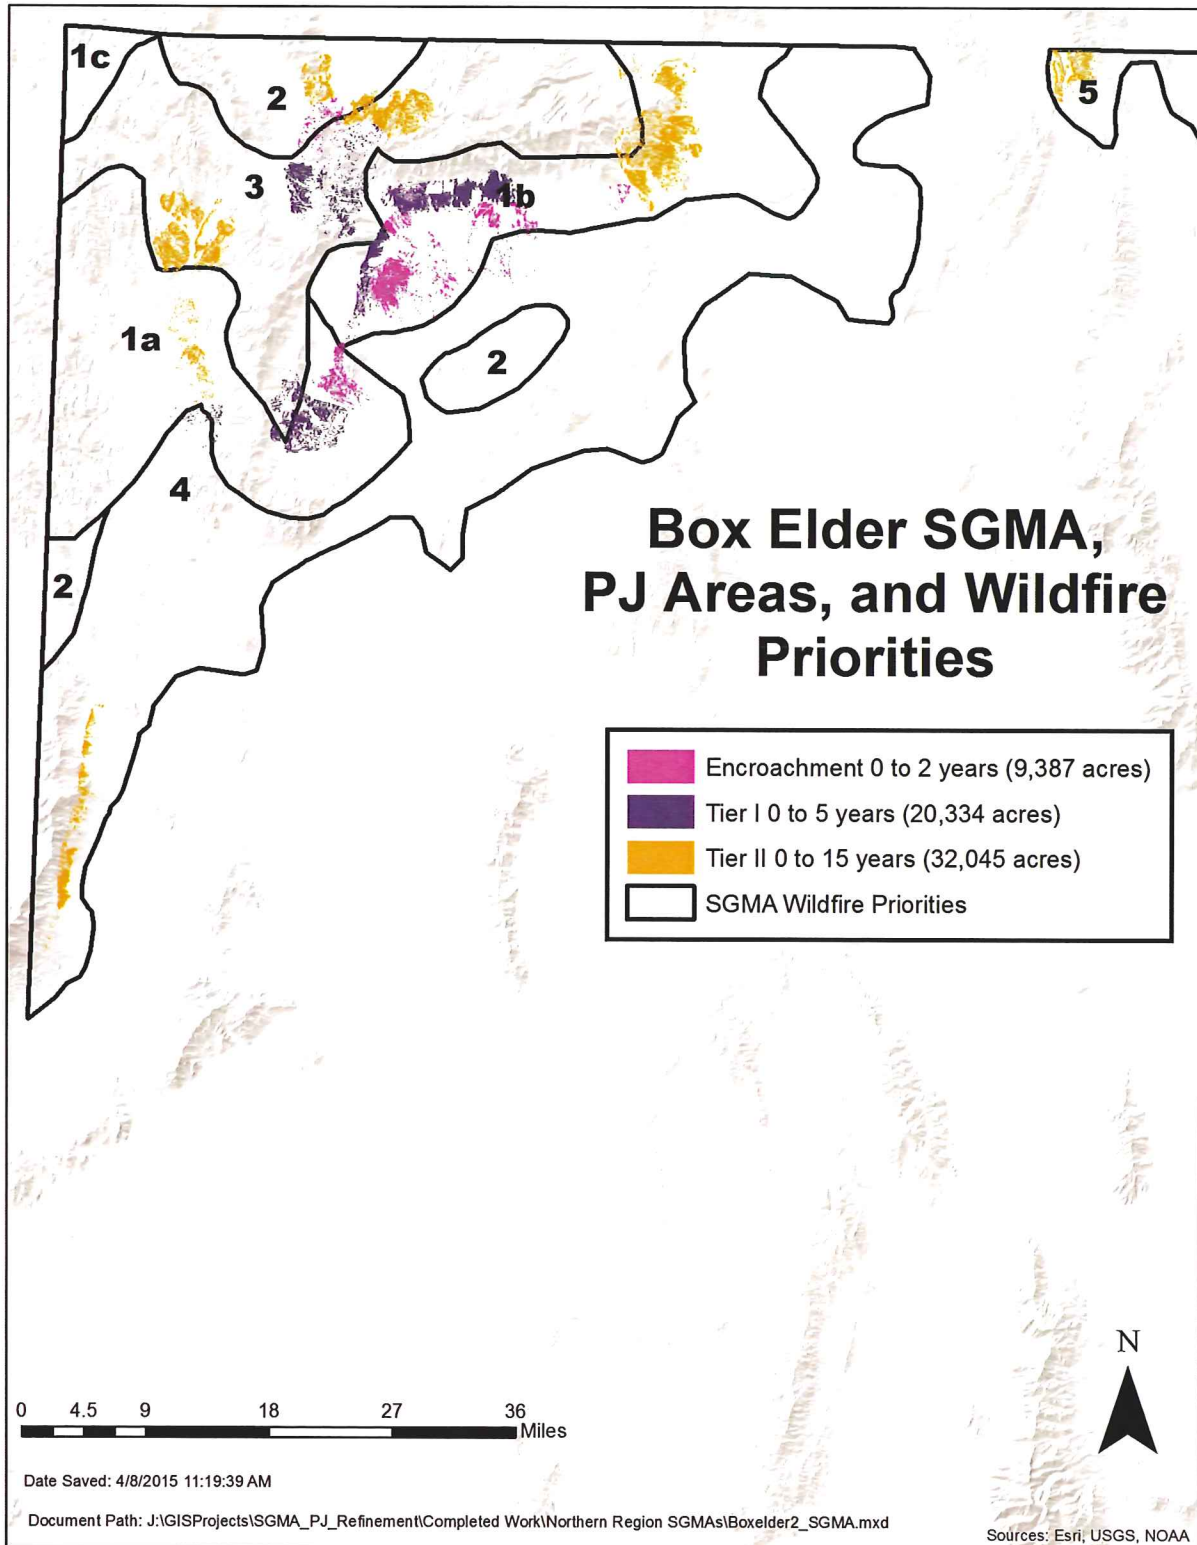 1c
2
5
3
1b
1a
2
4
2
Box Elder SGMA,
PJ Areas, and Wildfire
Priorities
Encroachment 0 to 2 years (9,387 acres)
Tier I 0 to 5 years (20,334 acres)
Tier II 0 to 15 years (32,045 acres)
SGMA Wildfire Priorities
N
0 4.5 9 18 27 36
Miles
Date Saved: 4/8/2015 11:19:39 AM
Document Path: J:\GISProjects\SGMA_PJ_Refinement\Completed Work\Northern Region SGMAs\Boxelder2_SGMA.mxd
Sources: Esri, USGS, NOAA